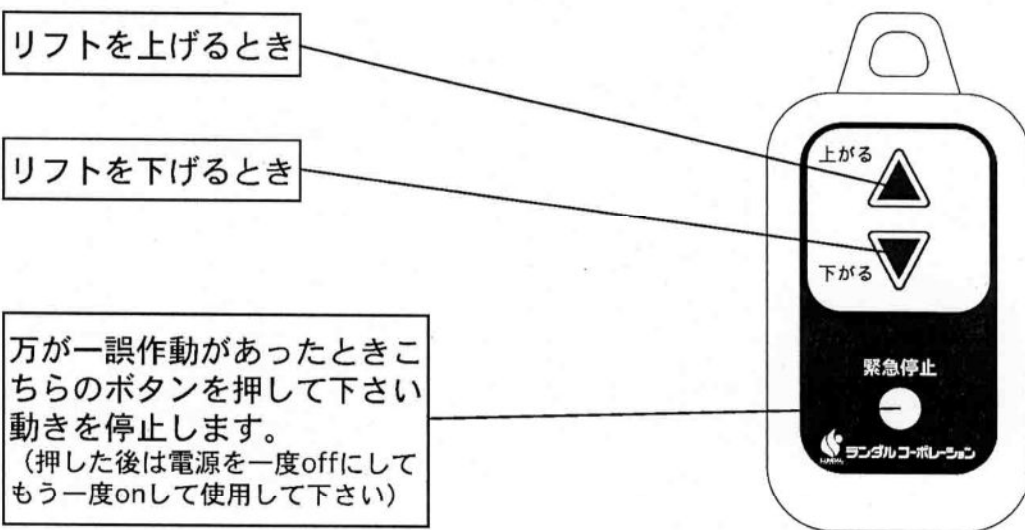 リフトを上げるとき
リフトを下げるとき
万が一誤作動があったときこ
ちらのボタンを押して下さい
動きを停止します。
（押した後は電源を一度offにして
もう一度onして使用して下さい）
上がる
下がる
緊急停止
ランダルコーポレーション